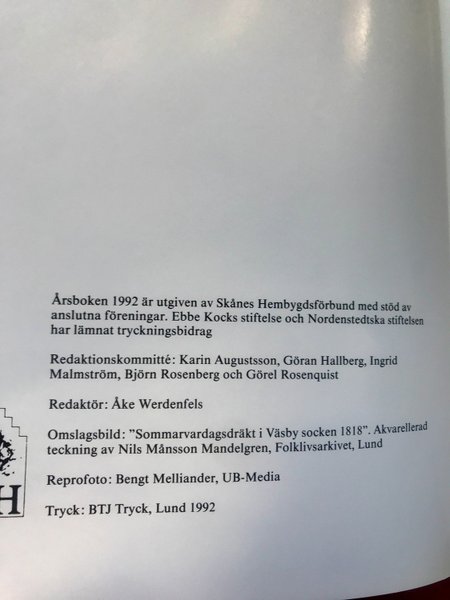 Årsboken 1992 är utgiven av Skånes Hembygdsförbund med stöd av
anslutna föreningar. Ebbe Kocks stiftelse och Nordenstedtska stiftelsen
har lämnat tryckningsbidrag
Redaktionskommitté: Karin Augustsson, Göran Hallberg, Ingrid
Malmström, Björn Rosenberg och Görel Rosenquist
Redaktör: Åke Werdenfels
Omslagsbild: ”Sommarvardagsdräkt i Väsby socken 1818”. Akvarellerad
teckning av Nils Månsson Mandelgren, Folklivsarkivet, Lund
Reprofoto: Bengt Melliander, UB-Media
H
Tryck: BTJ Tryck, Lund 1992